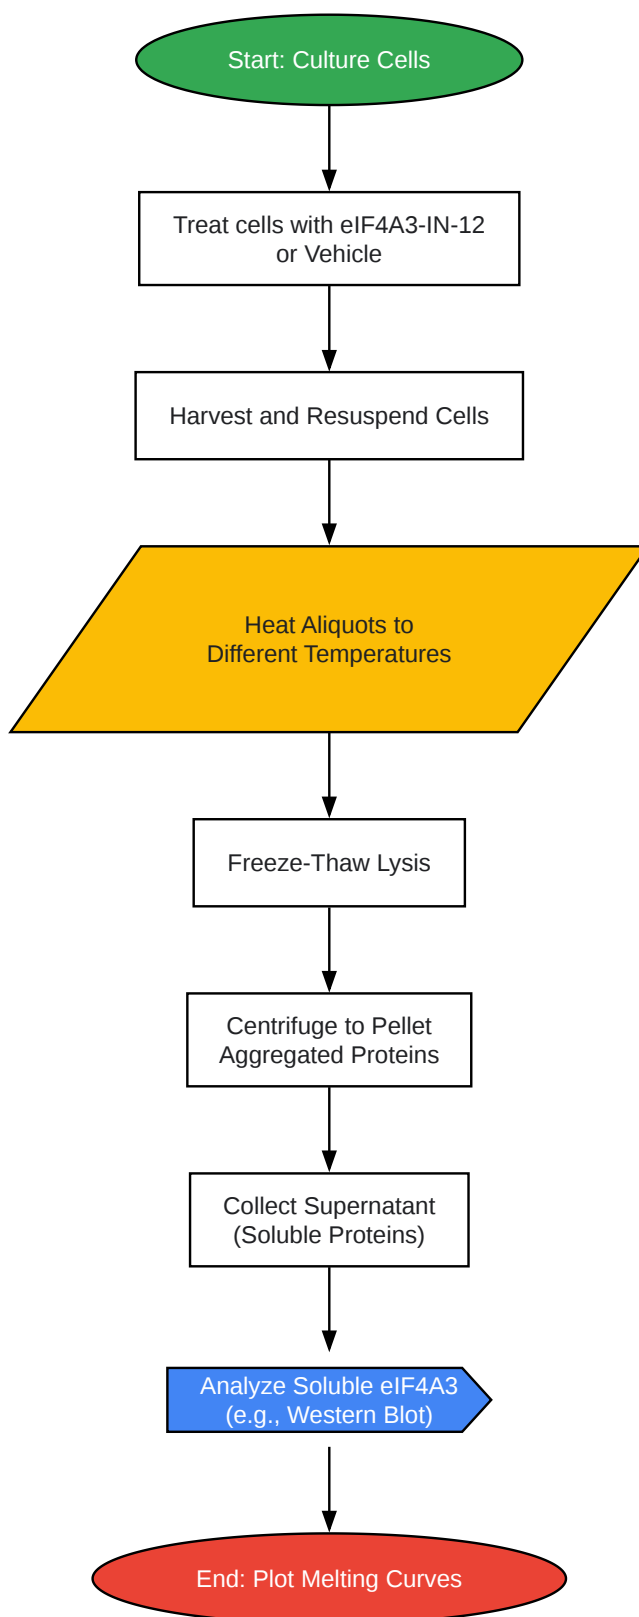 Start: Culture Cells
Treat cells with eIF4A3-IN-12
or Vehicle
Harvest and Resuspend Cells
Heat Aliquots to
Different Temperatures
Freeze-Thaw Lysis
Centrifuge to Pellet
Aggregated Proteins
Collect Supernatant
(Soluble Proteins)
Analyze Soluble eIF4A3
(e.g., Western Blot)
End: Plot Melting Curves